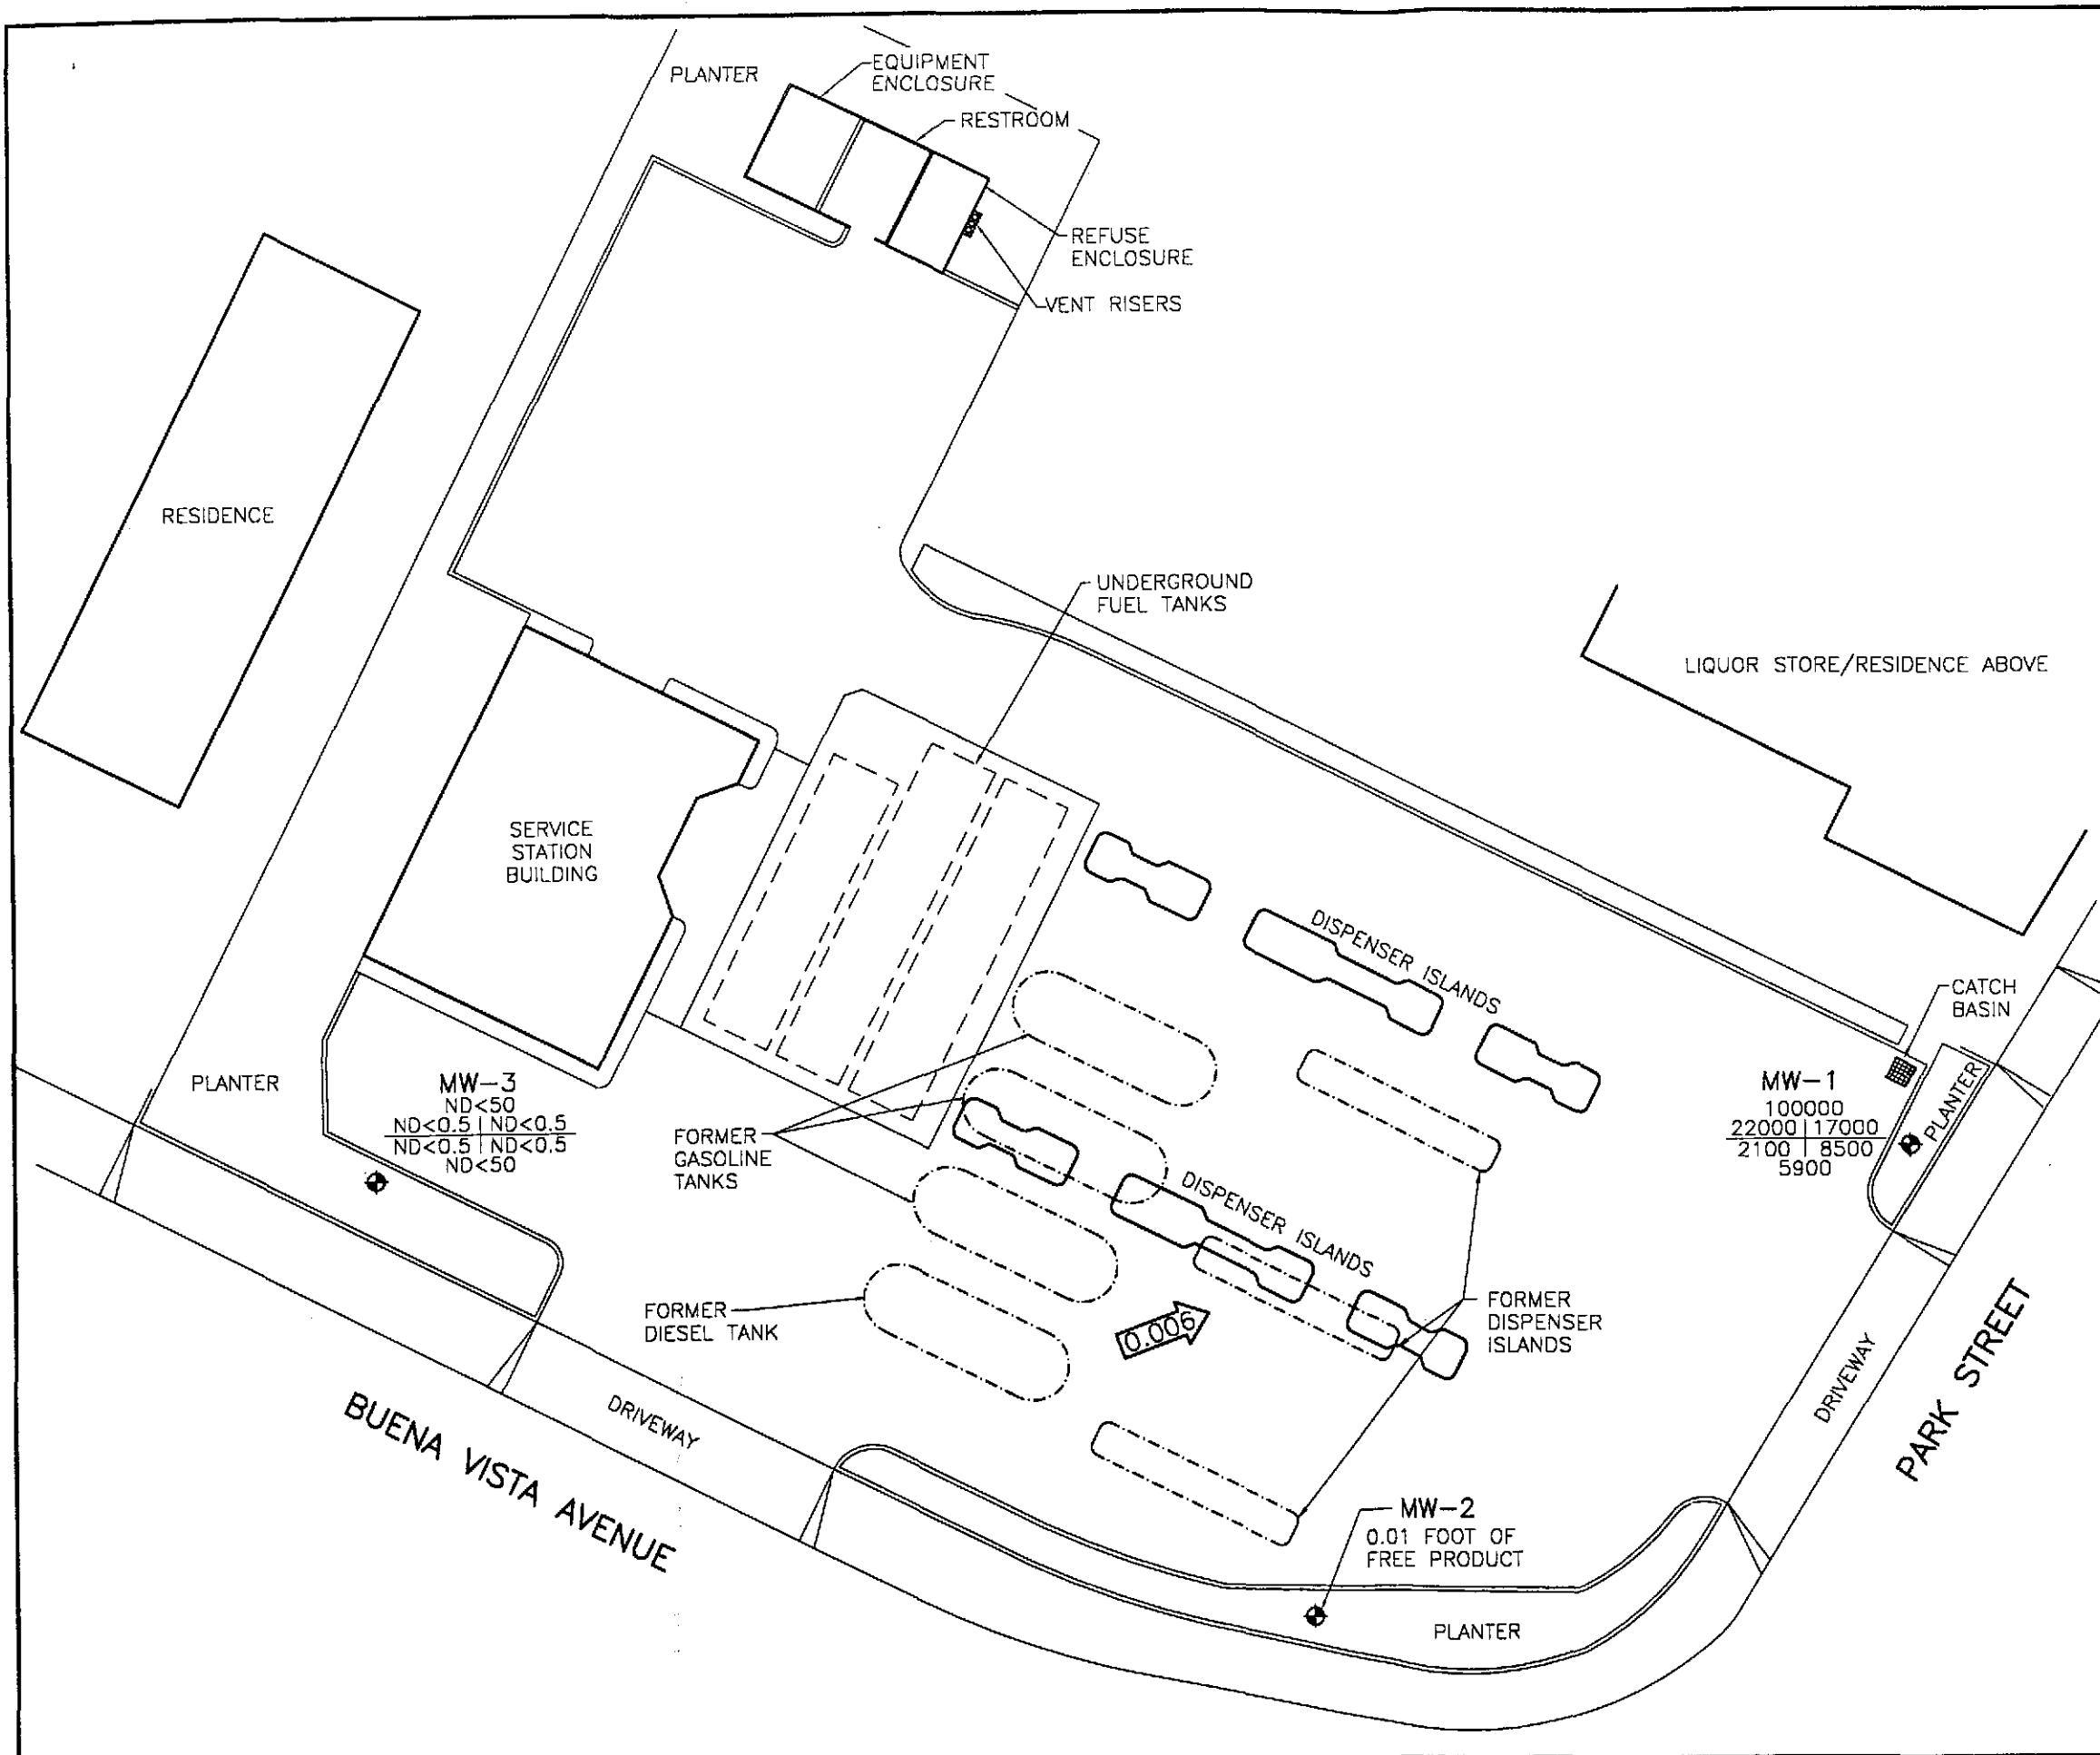 PLANTER
EQUIPMENT
ENCLOSURE
RESTROOM
REFUSE
ENCLOSURE
VENT RISERS
RESIDENCE
UNDERGROUND
FUEL TANKS
LIQUOR STORE/RESIDENCE ABOVE
SERVICE
STATION
BUILDING
DISPENSER ISLANDS
CATCH
BASIN
PLANTER
MW-3
ND<50
ND<0.5 | ND<0.5
ND<0.5 | ND<0.5
ND<50
FORMER
GASOLINE
TANKS
MW-1
100000
22000 | 17000
2100 | 8500
5900
PLANTER
DISPENSER ISLANDS
FORMER
DIESEL TANK
0.006
FORMER
DISPENSER
ISLANDS
DRIVEWAY
PARK STREET
BUENA VISTA AVENUE
DRIVEWAY
MW-2
0.01 FOOT OF
FREE PRODUCT
PLANTER